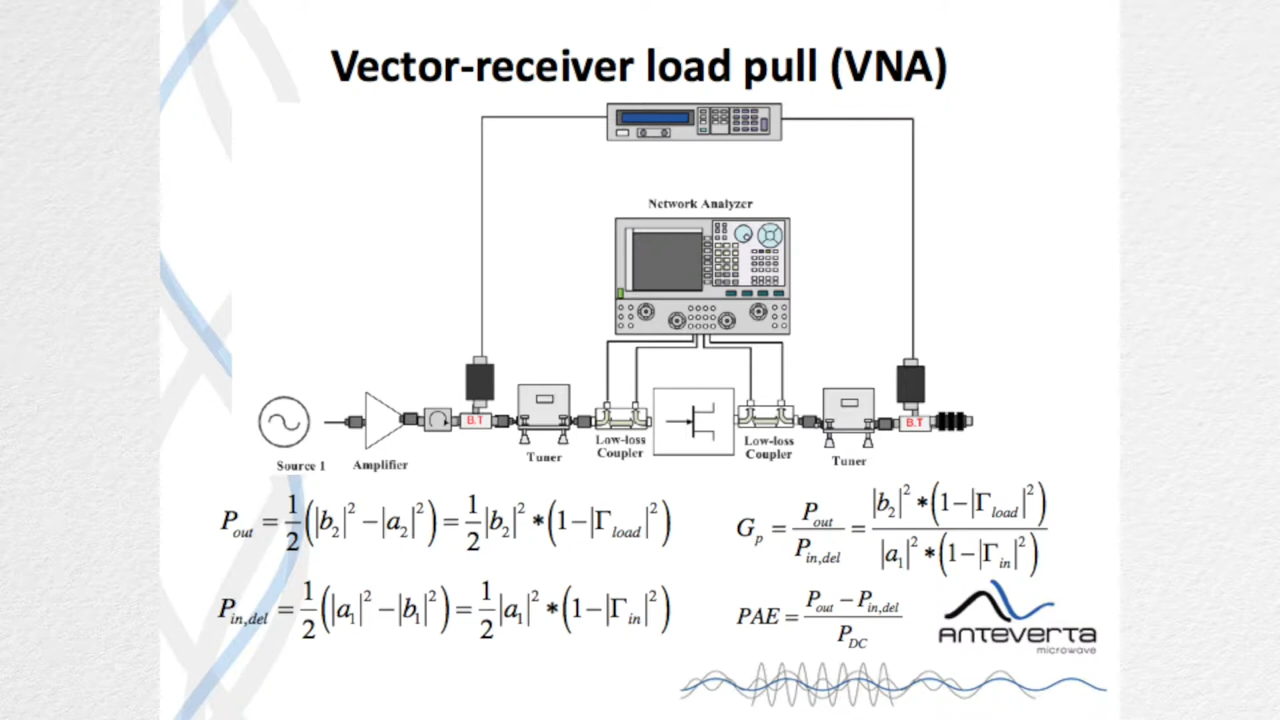 Vector-receiver load pull (VNA)
Network Analyzer
B.T
B.T
Low-loss
Coupler
Low-loss
Coupler
Tuner
Tuner
Source 1
Amplifier
P_out = 1/2 (|b_2|^2 − |a_2|^2) = 1/2 |b_2|^2 * (1−|Γ_load|^2)
G_p = P_out / P_in,del = |b_2|^2 * (1−|Γ_load|^2) / |a_1|^2 * (1−|Γ_in|^2)
P_in,del = 1/2 (|a_1|^2 − |b_1|^2) = 1/2 |a_1|^2 * (1−|Γ_in|^2)
PAE = P_out − P_in,del / P_DC
ANTEVERTA
microwave